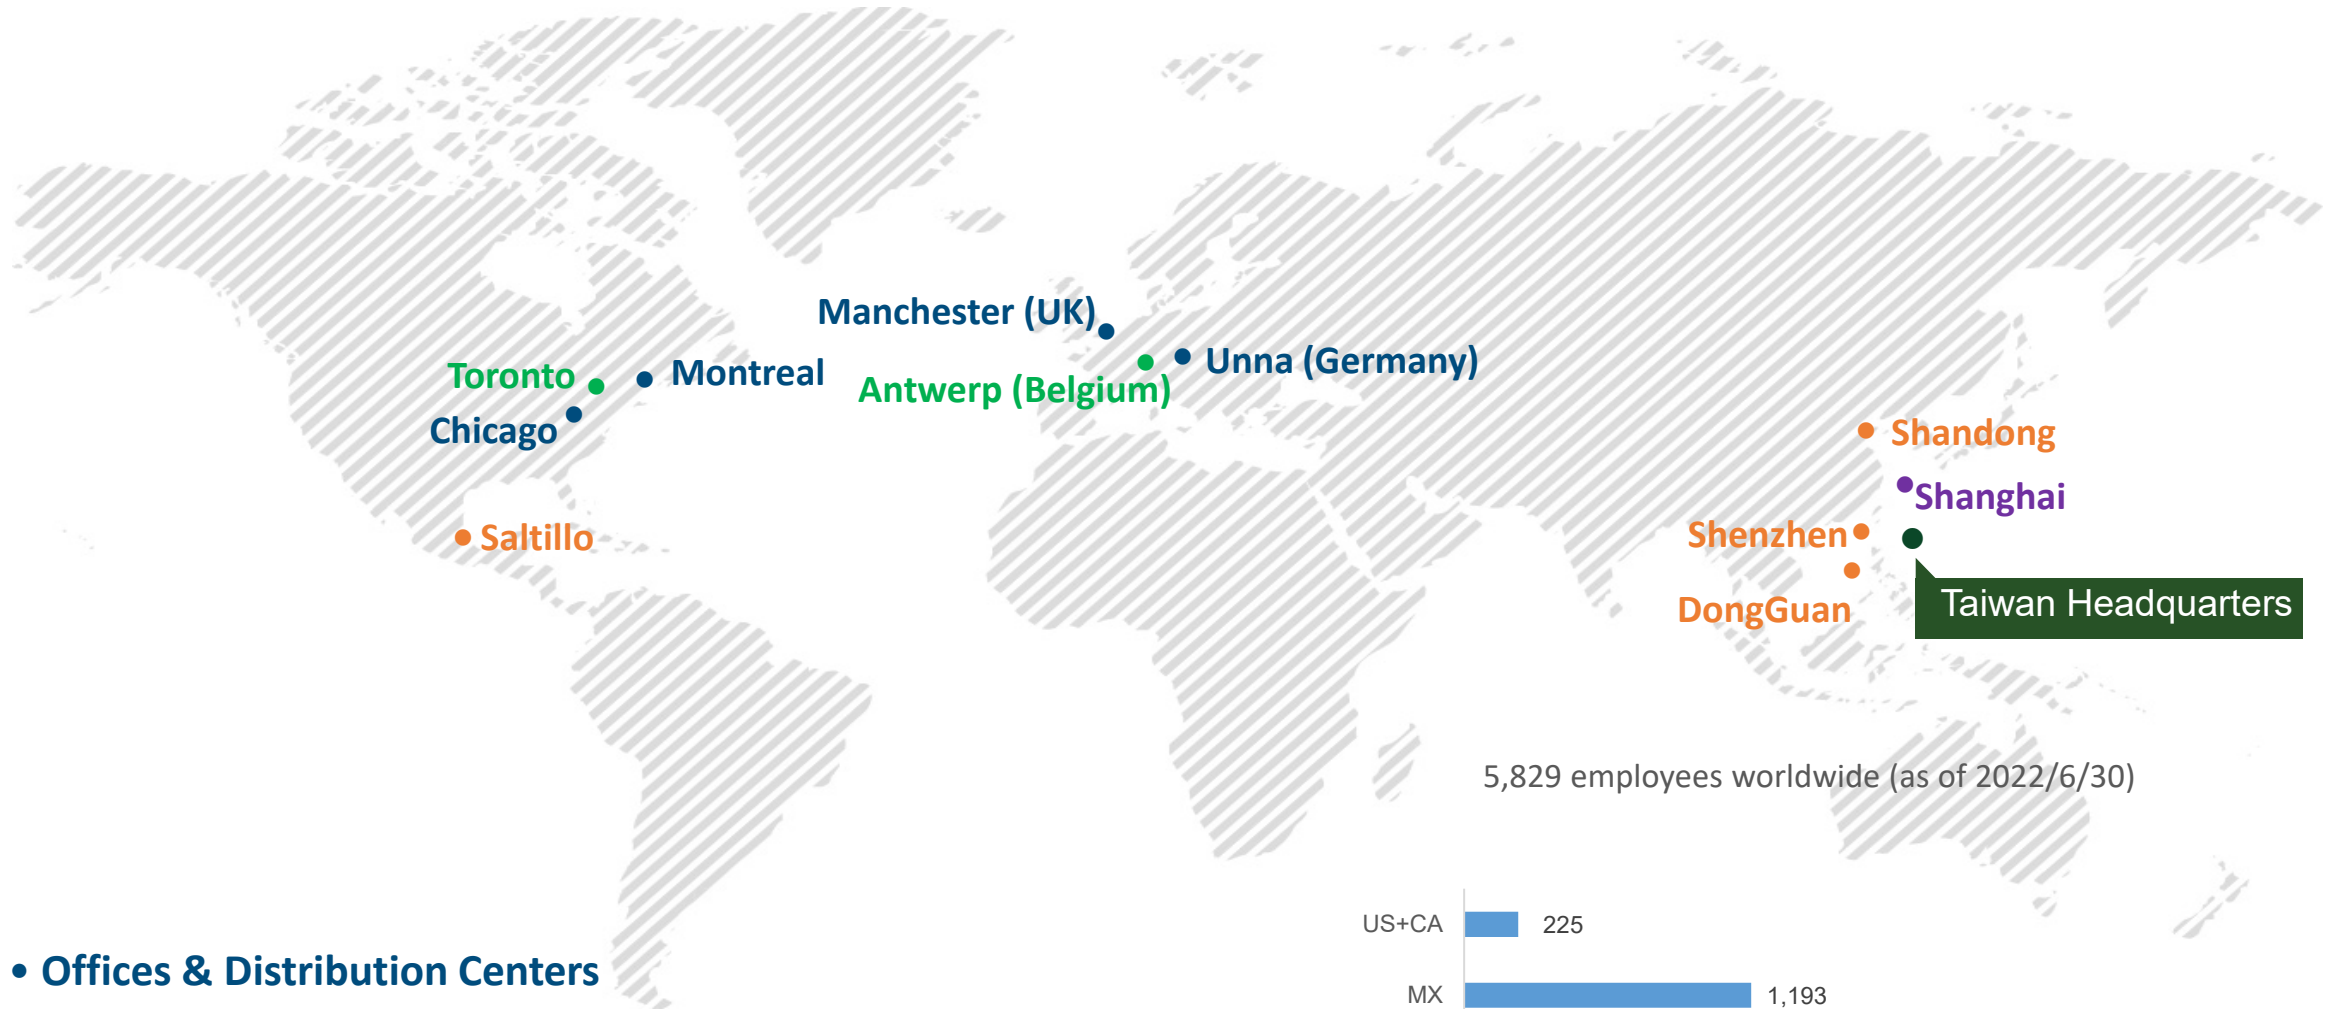 Manchester (UK)
Unna (Germany)
Toronto
Montreal
Antwerp (Belgium)
Chicago
Shandong
Shanghai
Saltillo
Shenzhen
DongGuan
Taiwan Headquarters
5,829 employees worldwide (as of 2022/6/30)
US+CA 225
• Offices & Distribution Centers
MX 1,193